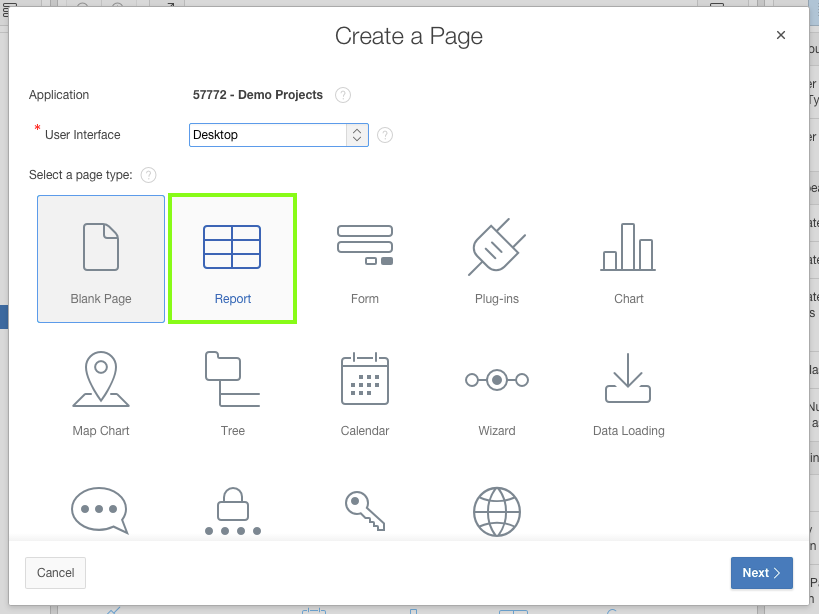 Create a Page
×
Application 57772 - Demo Projects ?
* User Interface Desktop ?
Select a page type: ?
Blank Page Report Form Plug-ins Chart
Map Chart Tree Calendar Wizard Data Loading
Cancel Next >